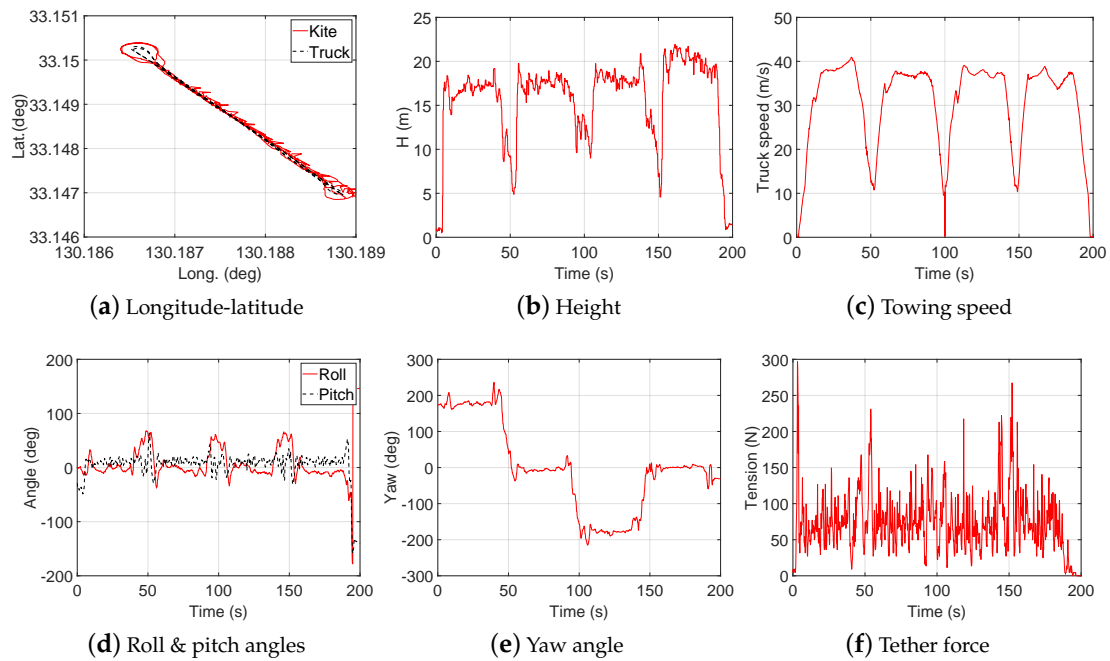 33.151
33.15
33.149
33.148
33.147
33.146
Lat.(deg)
Kite
Truck
130.186 130.187 130.188 130.189
Long. (deg)
(a) Longitude-latitude
25
20
15
10
5
0
H (m)
0 50 100 150 200
Time (s)
(b) Height
50
40
30
20
10
0
Truck speed (m/s)
0 50 100 150 200
Time (s)
(c) Towing speed
200
100
0
-100
-200
Angle (deg)
Roll
Pitch
0 50 100 150 200
Time (s)
(d) Roll & pitch angles
300
200
100
0
-100
-200
-300
Yaw (deg)
0 50 100 150 200
Time (s)
(e) Yaw angle
300
250
200
150
100
50
0
Tension (N)
0 50 100 150 200
Time (s)
(f) Tether force